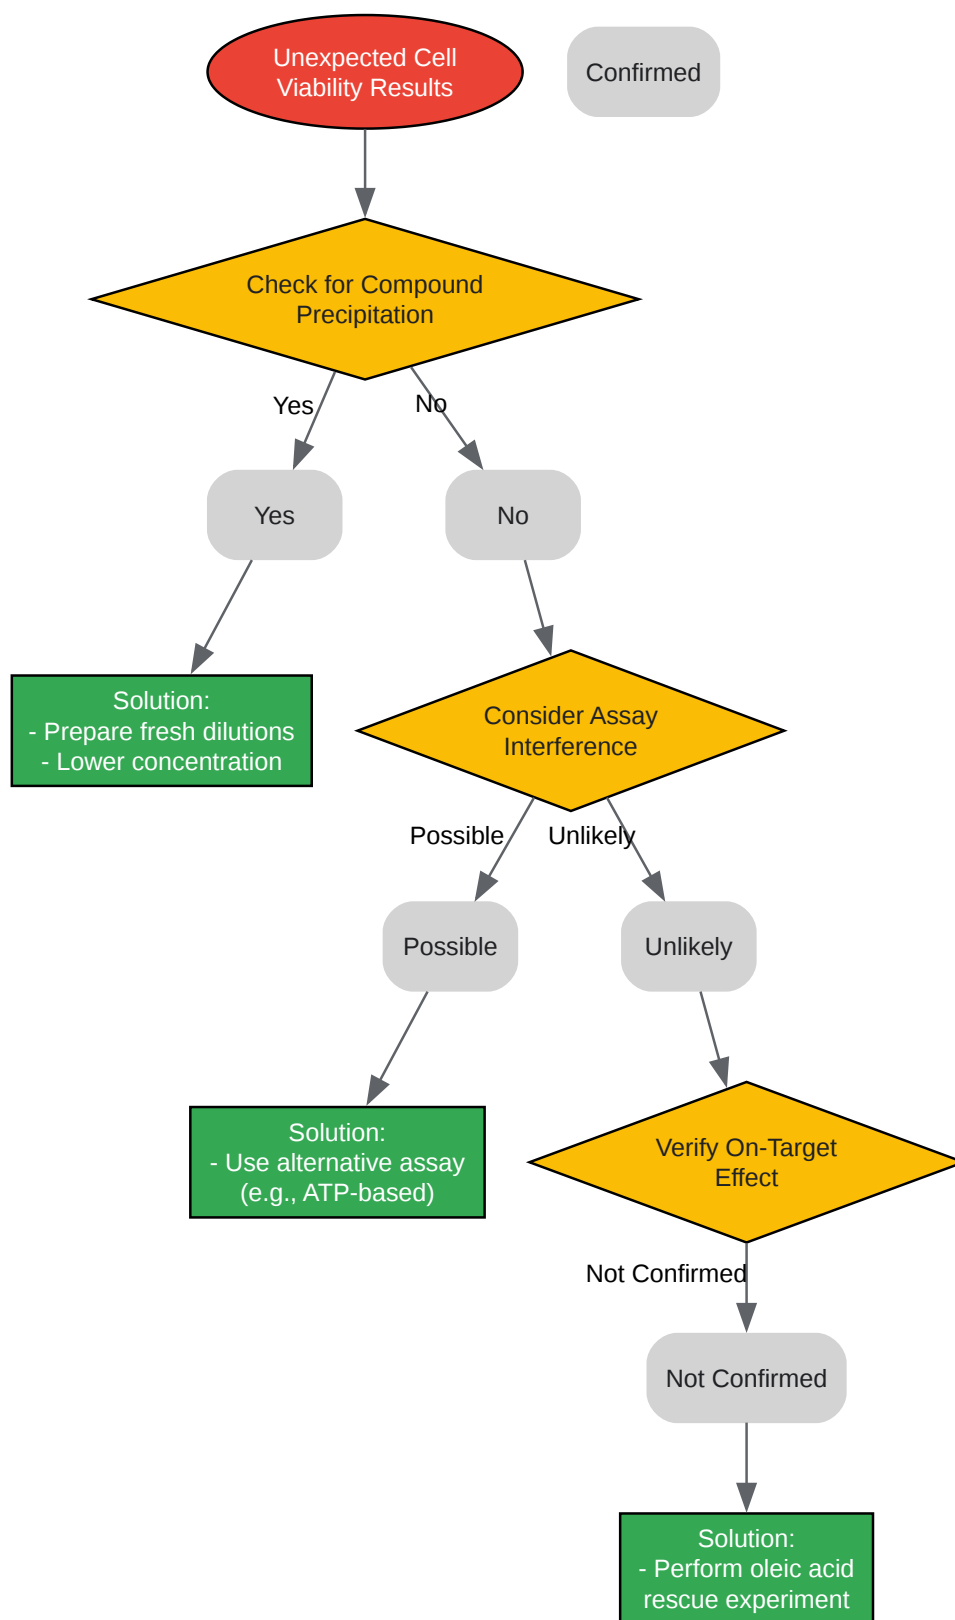 Unexpected Cell
Viability Results
Confirmed
Check for Compound
Precipitation
Yes
No
Yes
No
Solution:
- Prepare fresh dilutions
- Lower concentration
Consider Assay
Interference
Possible
Unlikely
Possible
Unlikely
Solution:
- Use alternative assay
(e.g., ATP-based)
Verify On-Target
Effect
Not Confirmed
Not Confirmed
Solution:
- Perform oleic acid
rescue experiment